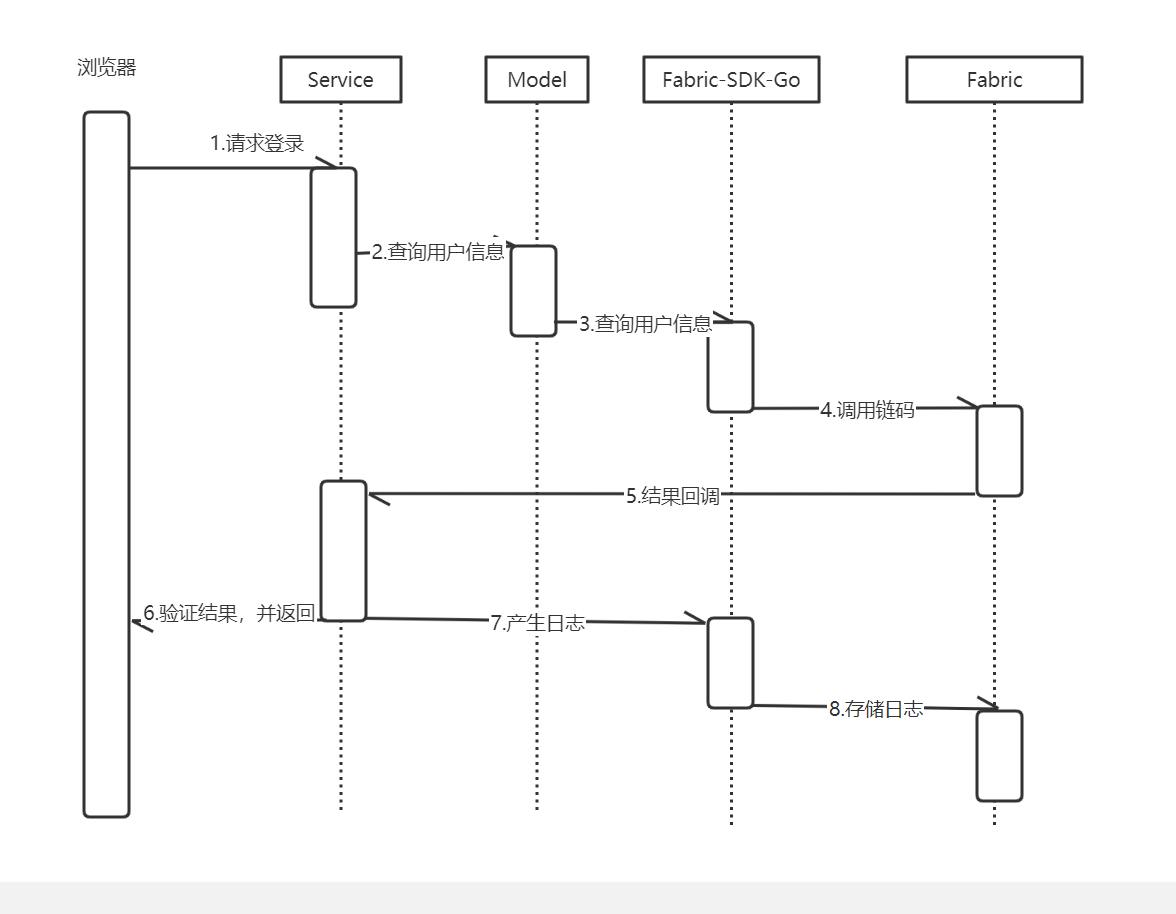 浏览器
Service
Model
Fabric-SDK-Go
Fabric
1.请求登录
2.查询用户信息
3.查询用户信息
4.调用链码
5.结果回调
6.验证结果，并返回
7.产生日志
8.存储日志